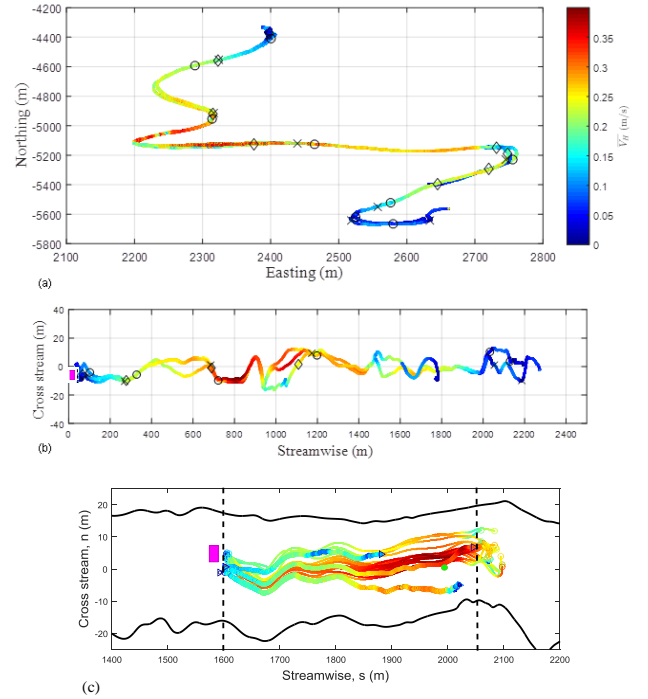 -4200
-4400
-4600
-4800
-5000
-5200
-5400
-5600
-5800
Northing (m)
2100 2200 2300 2400 2500 2600 2700 2800
Easting (m)
0.35
0.3
0.25
0.2
0.15
0.1
0.05
0
V_H (m/s)
(a)
40
20
0
-20
-40
Cross stream (m)
0 200 400 600 800 1000 1200 1400 1600 1800 2000 2200 2400
Streamwise (m)
(b)
20
10
0
-10
-20
Cross stream, n (m)
1400 1500 1600 1700 1800 1900 2000 2100 2200
Streamwise, s (m)
(c)